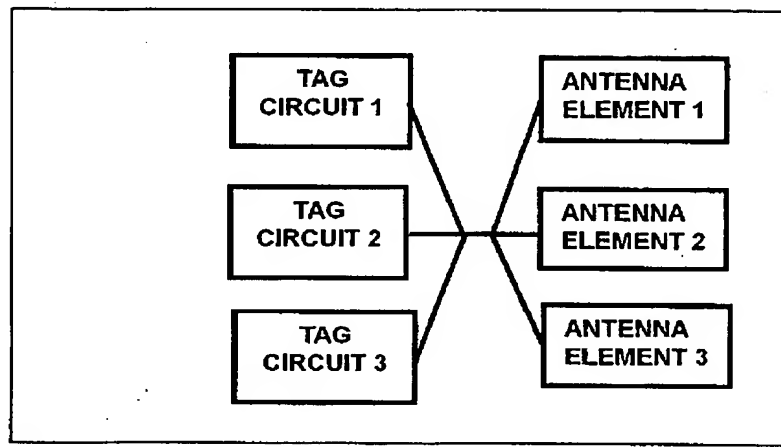 TAG
CIRCUIT 1
ANTENNA
ELEMENT 1
TAG
CIRCUIT 2
ANTENNA
ELEMENT 2
TAG
CIRCUIT 3
ANTENNA
ELEMENT 3